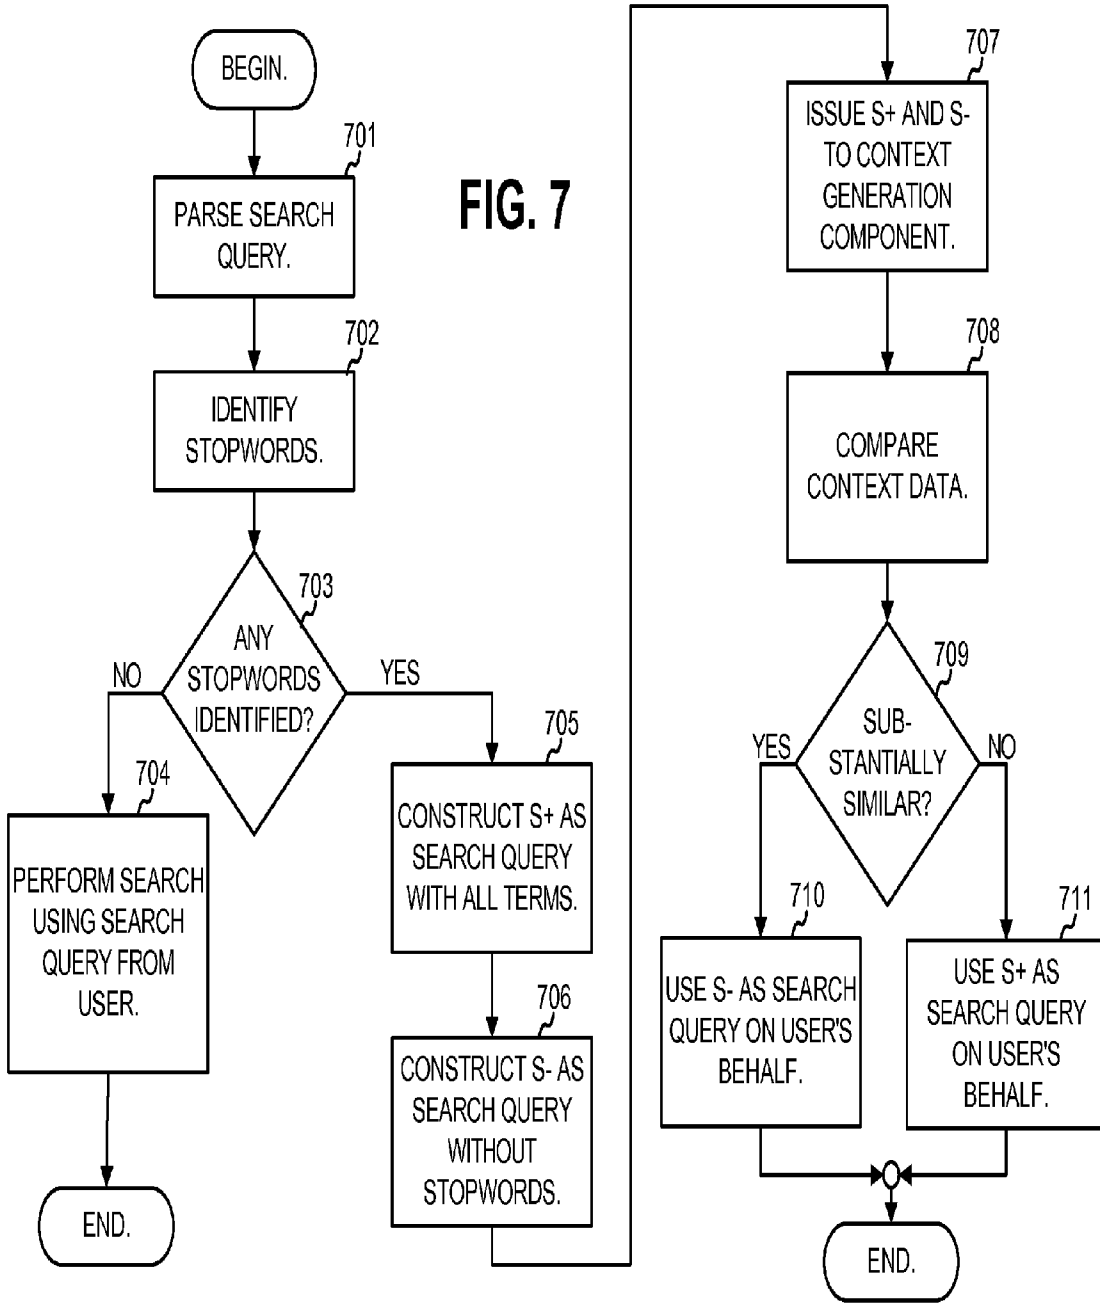 BEGIN.
701
PARSE SEARCH
QUERY.
702
IDENTIFY
STOPWORDS.
703
ANY
STOPWORDS
IDENTIFIED?
NO
YES
704
PERFORM SEARCH
USING SEARCH
QUERY FROM
USER.
END.
705
CONSTRUCT S+ AS
SEARCH QUERY
WITH ALL TERMS.
706
CONSTRUCT S- AS
SEARCH QUERY
WITHOUT
STOPWORDS.
FIG. 7
707
ISSUE S+ AND S-
TO CONTEXT
GENERATION
COMPONENT.
708
COMPARE
CONTEXT DATA.
709
SUB-
STANTIALLY
SIMILAR?
YES
NO
710
USE S- AS SEARCH
QUERY ON USER'S
BEHALF.
711
USE S+ AS
SEARCH QUERY
ON USER'S
BEHALF.
END.